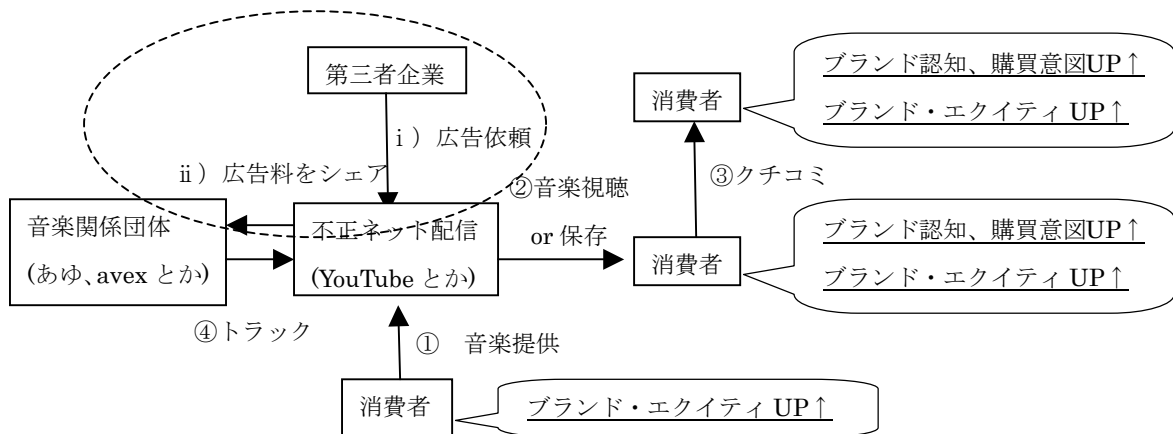 第三者企業
ⅰ）広告依頼
ⅱ）広告料をシェア
②音楽視聴
or 保存
音楽関係団体
(あゆ、avex とか)
不正ネット配信
(YouTube とか)
④トラック
① 音楽提供
消費者
ブランド・エクイティ UP↑
消費者
ブランド認知、購買意図UP↑
ブランド・エクイティ UP↑
③クチコミ
消費者
ブランド認知、購買意図UP↑
ブランド・エクイティ UP↑